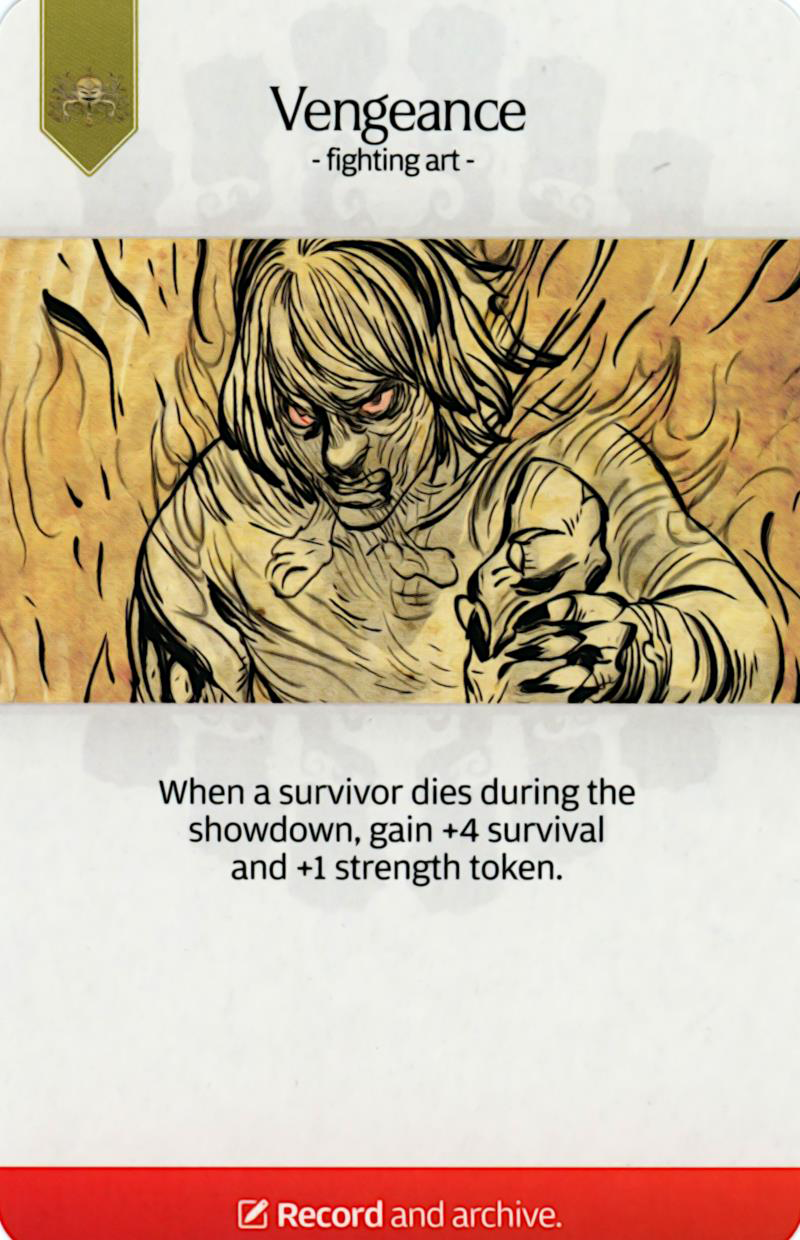 Vengeance
- fighting art -
When a survivor dies during the
showdown, gain +4 survival
and +1 strength token.
Record and archive.